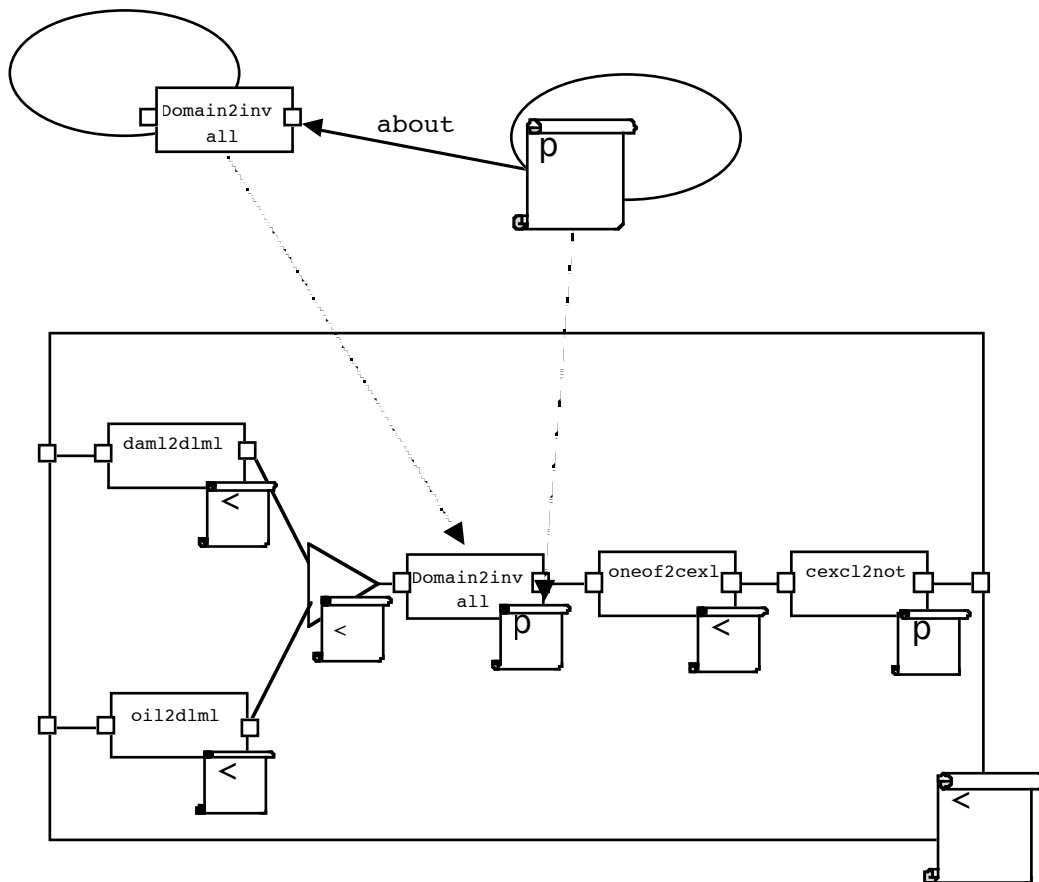 Domain2inv
all
about
p
daml2dlml
<
Domain2inv
all
p
oneof2cexl
<
cexcl2not
p
<
oil2dlml
<
<